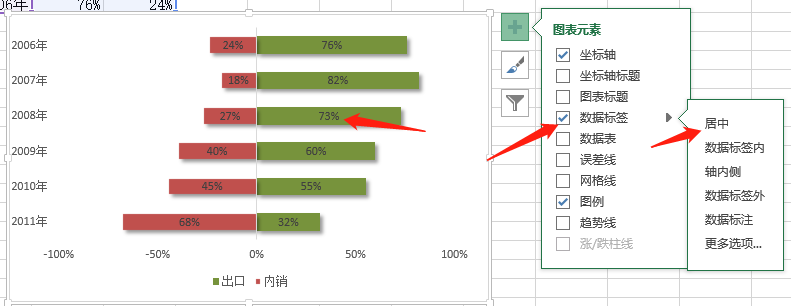 06年 76% 24%
2006年 24% 76%
2007年 18% 82%
2008年 27% 73%
2009年 40% 60%
2010年 45% 55%
2011年 68% 32%
-100% -50% 0% 50% 100%
出口 内销
图表元素
坐标轴
坐标轴标题
图表标题
数据标签
数据表
误差线
网格线
图例
趋势线
涨/跌柱线
居中
数据标签内
轴内侧
数据标签外
数据标注
更多选项...